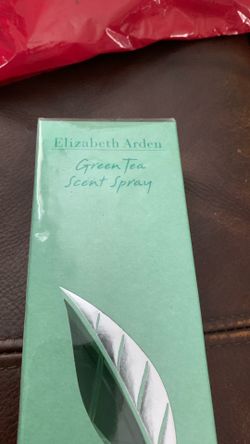 Elizabeth Arden
Green Tea
Scent Spray